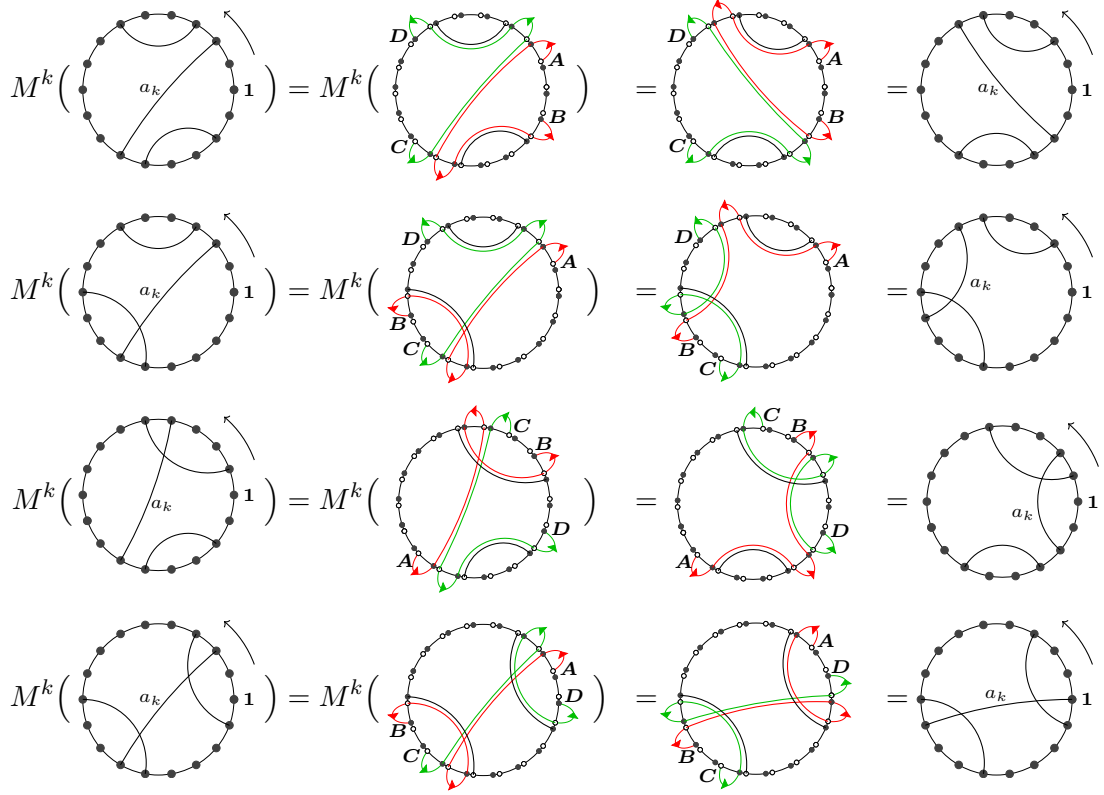 M^k( a_k 1 ) = M^k( D A B C ) = D A B C = a_k 1
M^k( a_k 1 ) = M^k( D A B C ) = D A B C = a_k 1
M^k( a_k 1 ) = M^k( C B D A ) = C B D A = a_k 1
M^k( a_k 1 ) = M^k( A D B C ) = A D B C = a_k 1